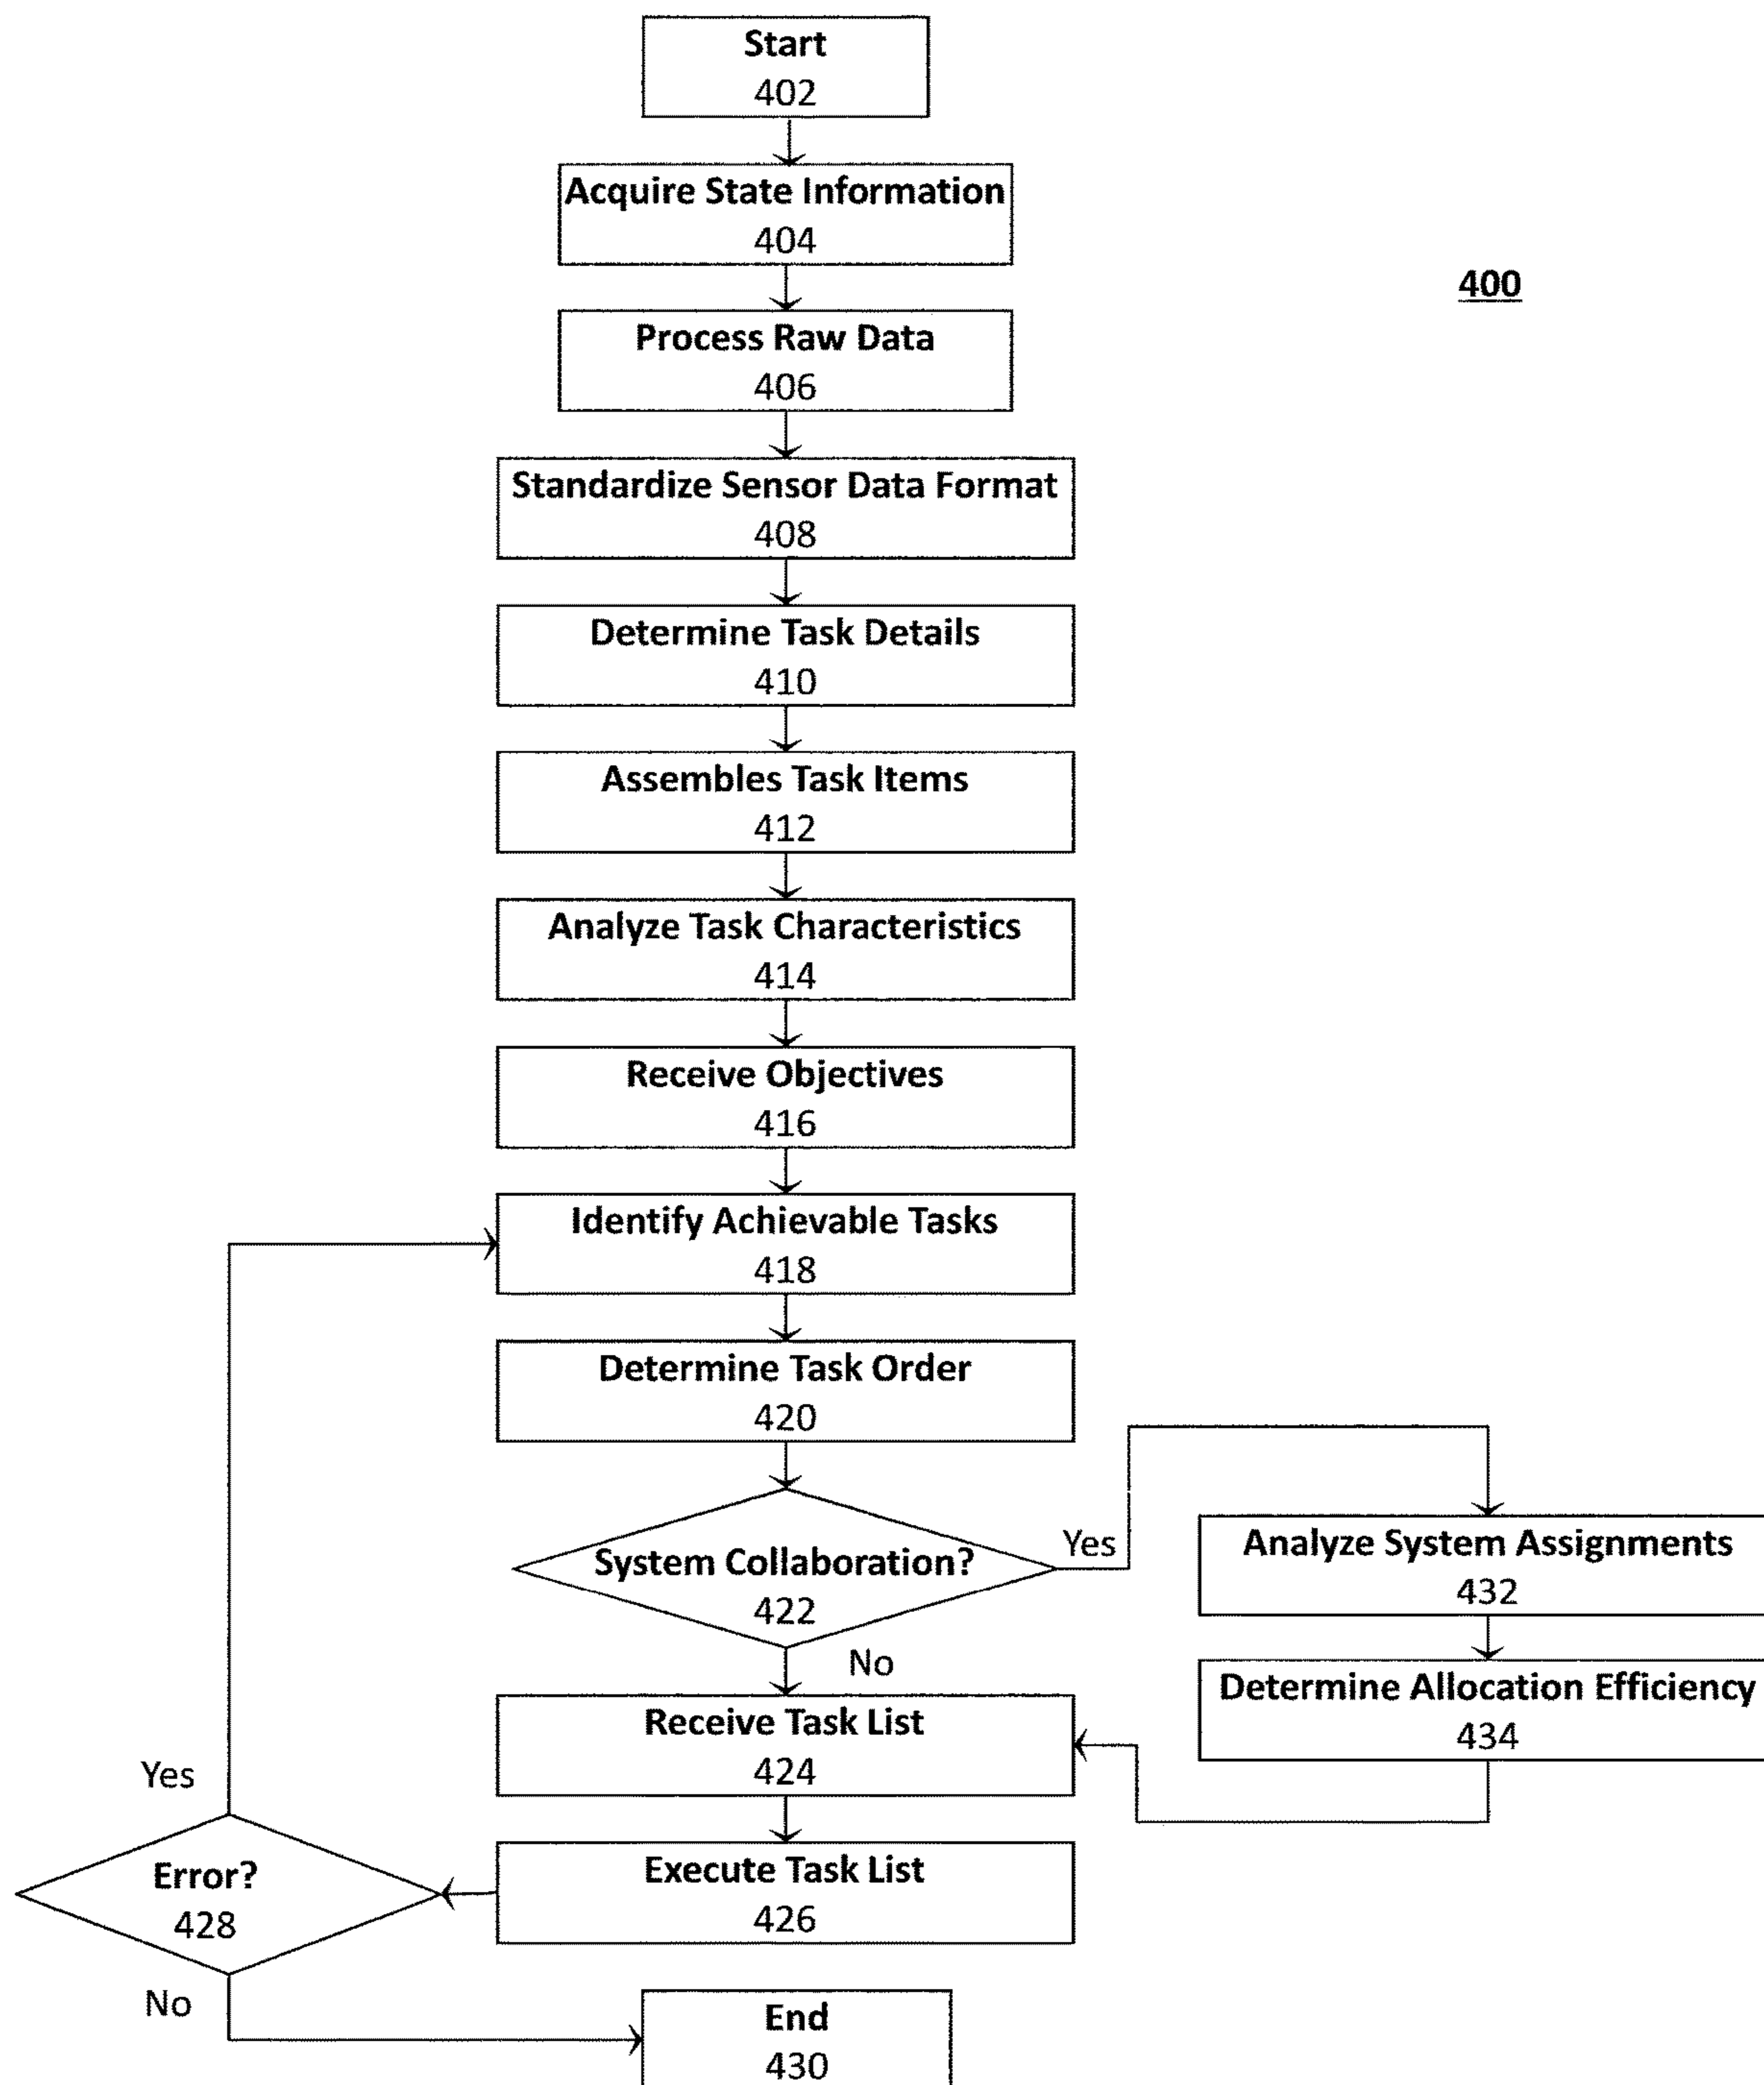 Start
402
Acquire State Information
404
400
Process Raw Data
406
Standardize Sensor Data Format
408
Determine Task Details
410
Assembles Task Items
412
Analyze Task Characteristics
414
Receive Objectives
416
Identify Achievable Tasks
418
Determine Task Order
420
System Collaboration?
422
Yes
No
Analyze System Assignments
432
Determine Allocation Efficiency
434
Receive Task List
424
Execute Task List
426
Yes
Error?
428
No
End
430